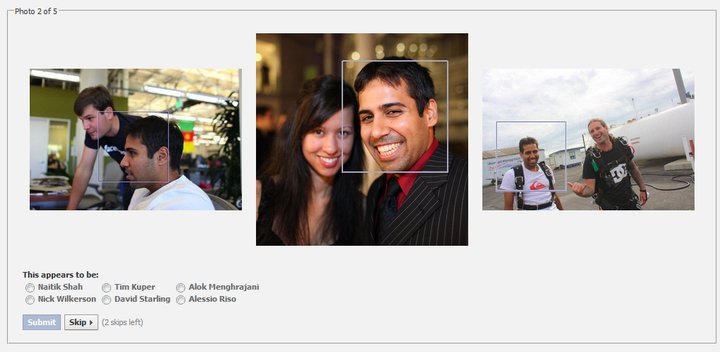 Photo 2 of 5
This appears to be:
Naitik Shah Tim Kuper Alok Menghrajani
Nick Wilkerson David Starling Alessio Riso
Submit Skip (2 skips left)